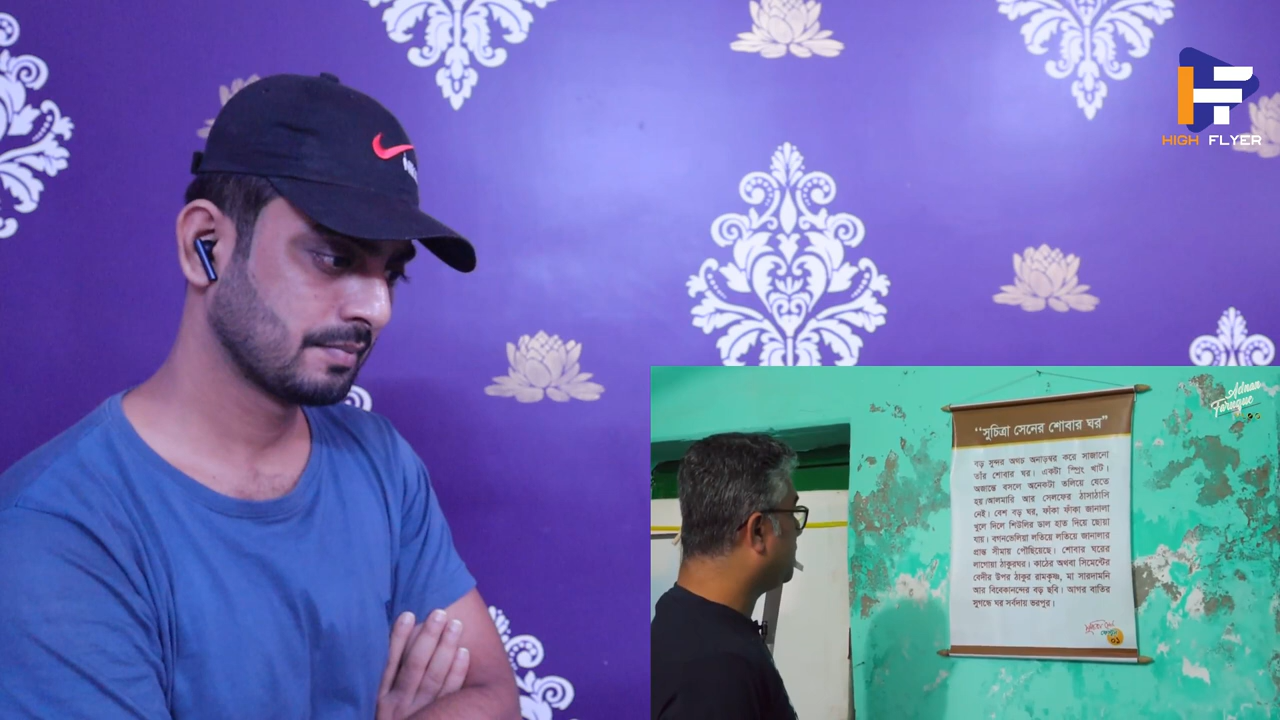 HIGH FLYER
Adnan
Faruque
“সুচিত্রা সেনের শোবার ঘর”
বড় সুন্দর অথচ অনাড়ম্বর করে সাজানো
তাঁর শোবার ঘর। একটা স্প্রিং খাট।
অজান্তে বসলে অনেকটা তলিয়ে যেতে
হয়।আলমারি আর সেলফের ঠাসাঠাসি
নেই। বেশ বড় ঘর, ফাঁকা ফাঁকা জানালা
খুলে দিলে শিউলির ডাল হাত দিয়ে ছোয়া
যায়। বগনভেলিয়া লতিয়ে লতিয়ে জানালার
প্রান্ত সীমায় পৌঁছিয়েছে। শোবার ঘরের
লাগোয়া ঠাকুরঘর। কাঠের অথবা সিমেন্টের
বেদীর উপর ঠাকুর রামকৃষ্ণ, মা সারদামনি
আর বিবেকানন্দের বড় ছবি। আগর বাতির
সুগন্ধে ঘর সর্বদায় ভরপুর।
০১